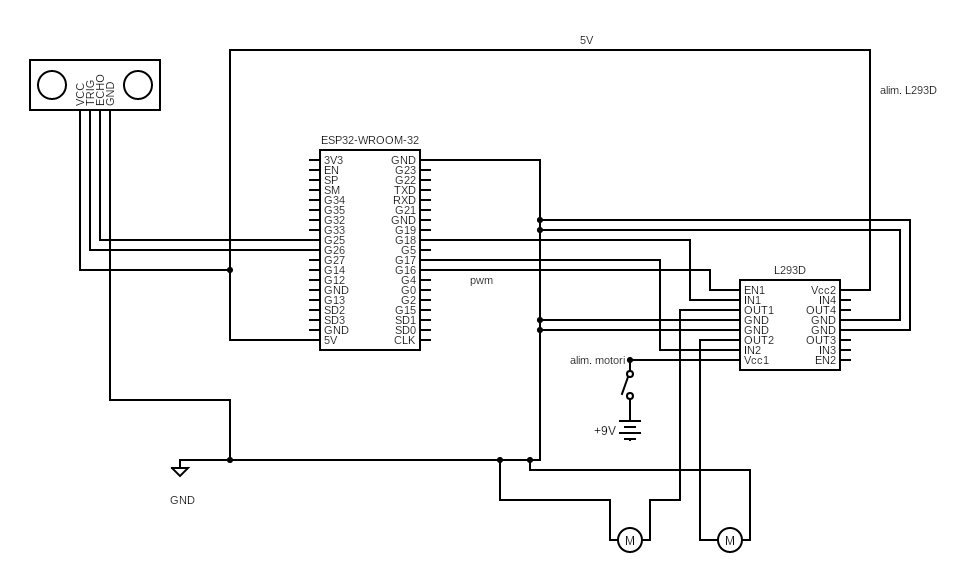 5V
alim. L293D
VCC
TRIG
ECHO
GND
ESP32-WROOM-32
3V3 GND
EN G23
SP G22
SM TXD
G34 RXD
G35 G21
G32 GND
G33 G19
G25 G18
G26 G5
G27 G17
G14 G16
G12 G4
GND G0
G13 G2
SD2 G15
SD3 SD1
GND SD0
5V CLK
pwm
L293D
EN1 Vcc2
IN1 IN4
OUT1 OUT4
GND GND
GND GND
OUT2 OUT3
IN2 IN3
Vcc1 EN2
alim. motori
+9V
GND
M M